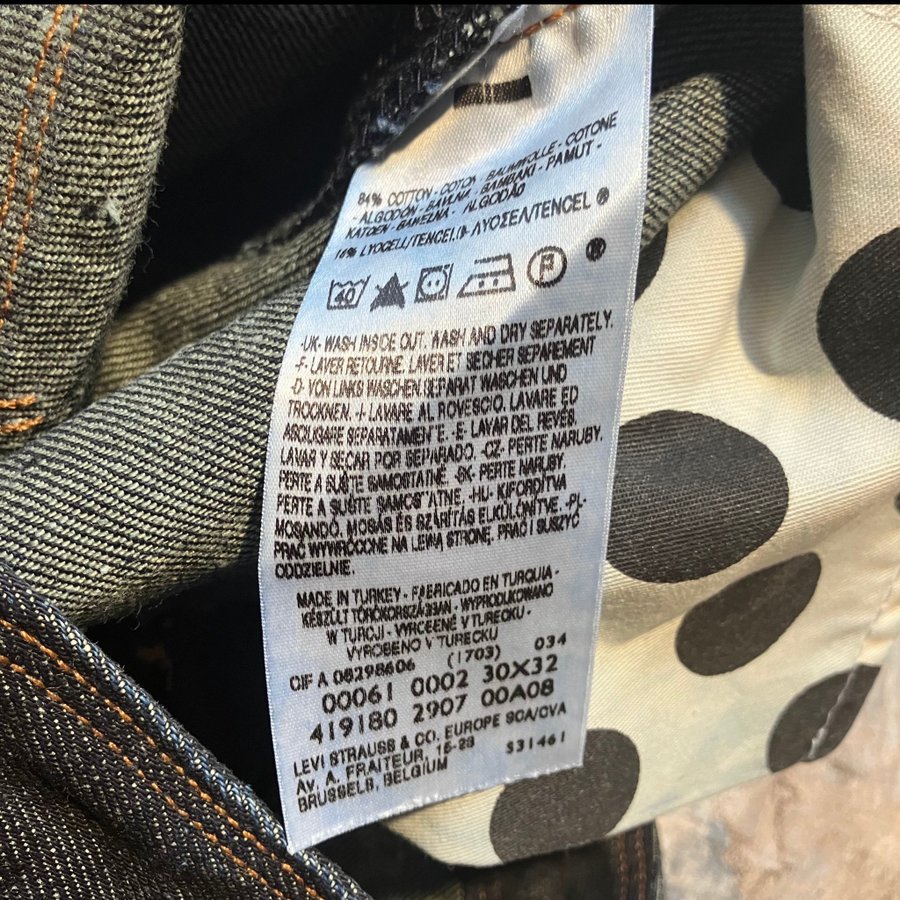 84% COTTON - COTON - BAUMWOLLE - COTONE
- ALGODON - BAVLNA - BAMBAKI - PAMUT -
KATOEN - BAWEŁNA - ALGODÃO
16% LYOCELL/TENCEL® - ΛΥΟΣΕΛ/TENCEL ®
40 P ®
-UK- WASH INSIDE OUT. WASH AND DRY SEPARATELY.
-F- LAVER RETOURNE. LAVER ET SECHER SEPAREMENT
-D- VON LINKS WASCHEN.SEPARAT WASCHEN UND
TROCKNEN. -I- LAVARE AL ROVESCIO. LAVARE ED
ASCIUGARE SEPARATAMENTE. -E- LAVAR DEL REVÉS.
LAVAR Y SECAR POR SEPARADO. -CZ- PERTE NARUBY.
PERTE A SUŠTE SAMOSTATNĚ. -SK- PERTE NARUBY.
PERTE A SUŠTE SAMOSTATNE. -HU- KIFORDÍTVA
MOSANDÓ. MOSÁS ÉS SZÁRÍTÁS ELKÜLÖNÍTVE. -PL-
PRAĆ WYWRÓCONE NA LEWĄ STRONĘ. PRAĆ I SUSZYĆ
ODDZIELNIE.
MADE IN TURKEY - FABRICADO EN TURQUIA -
KÉSZÜLT TÖRÖKORSZÁGBAN - WYPRODUKOWANO
W TURCJI - VYROBENÉ V TURECKU -
VYROBENO V TURECKU
CIF A 08298606 (1703) 034
00061 0002 30X32
419180 2907 00A08
LEVI STRAUSS & CO. EUROPE SCA/CVA
AV. A. FRAITEUR, 15-23 S31461
BRUSSELS, BELGIUM